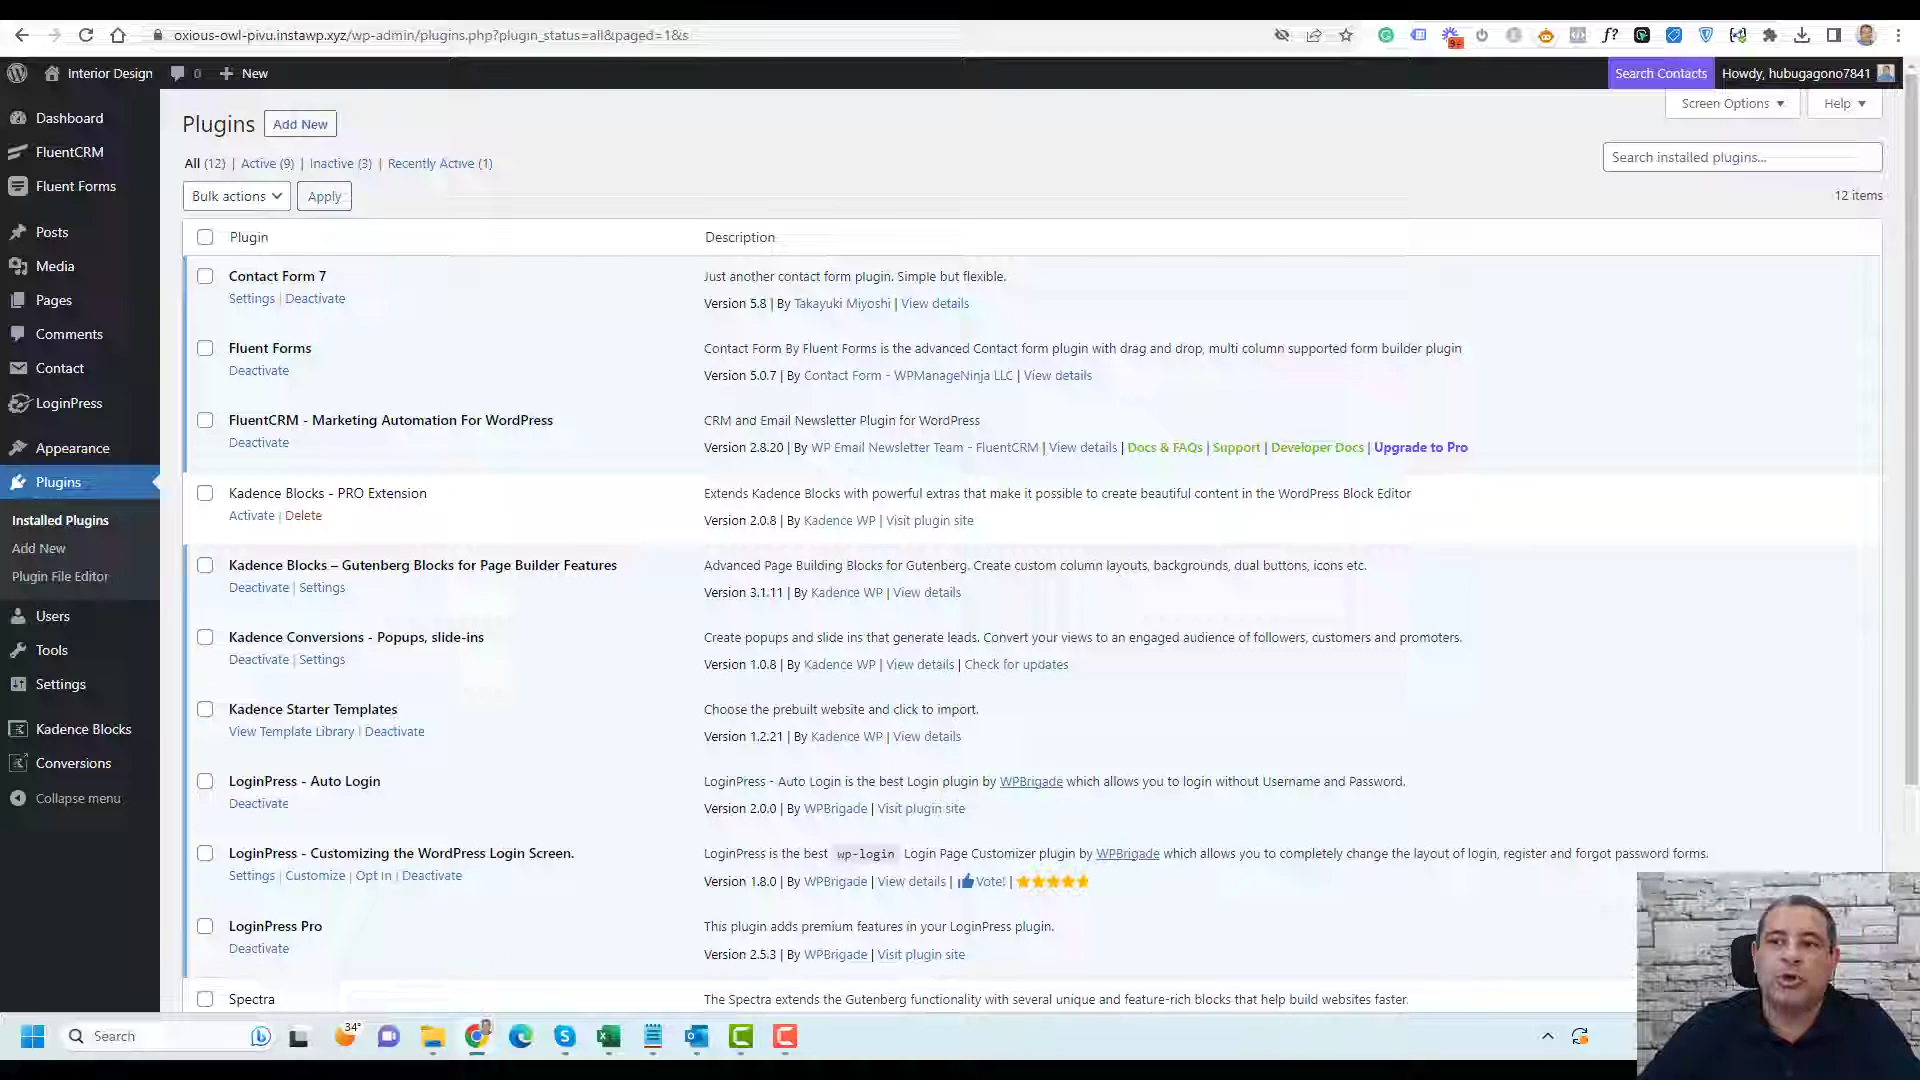 oxious-owl-pivu.instawp.xyz/wp-admin/plugins.php?plugin_status=all&paged=1&s
9+
f?
Interior Design
0
New
Search Contacts
Howdy, hubugagono7841
Dashboard
FluentCRM
Fluent Forms
Posts
Media
Pages
Comments
Contact
LoginPress
Appearance
Plugins
Installed Plugins
Add New
Plugin File Editor
Users
Tools
Settings
Kadence Blocks
Conversions
Collapse menu
Screen Options
Help
Plugins
Add New
All (12) | Active (9) | Inactive (3) | Recently Active (1)
Search installed plugins...
Bulk actions
Apply
12 items
Plugin
Description
Contact Form 7
Settings | Deactivate
Just another contact form plugin. Simple but flexible.
Version 5.8 | By Takayuki Miyoshi | View details
Fluent Forms
Deactivate
Contact Form By Fluent Forms is the advanced Contact form plugin with drag and drop, multi column supported form builder plugin
Version 5.0.7 | By Contact Form - WPManageNinja LLC | View details
FluentCRM - Marketing Automation For WordPress
Deactivate
CRM and Email Newsletter Plugin for WordPress
Version 2.8.20 | By WP Email Newsletter Team - FluentCRM | View details | Docs & FAQs | Support | Developer Docs | Upgrade to Pro
Kadence Blocks - PRO Extension
Activate | Delete
Extends Kadence Blocks with powerful extras that make it possible to create beautiful content in the WordPress Block Editor
Version 2.0.8 | By Kadence WP | Visit plugin site
Kadence Blocks – Gutenberg Blocks for Page Builder Features
Deactivate | Settings
Advanced Page Building Blocks for Gutenberg. Create custom column layouts, backgrounds, dual buttons, icons etc.
Version 3.1.11 | By Kadence WP | View details
Kadence Conversions - Popups, slide-ins
Deactivate | Settings
Create popups and slide ins that generate leads. Convert your views to an engaged audience of followers, customers and promoters.
Version 1.0.8 | By Kadence WP | View details | Check for updates
Kadence Starter Templates
View Template Library | Deactivate
Choose the prebuilt website and click to import.
Version 1.2.21 | By Kadence WP | View details
LoginPress - Auto Login
Deactivate
LoginPress - Auto Login is the best Login plugin by WPBrigade which allows you to login without Username and Password.
Version 2.0.0 | By WPBrigade | Visit plugin site
LoginPress - Customizing the WordPress Login Screen.
Settings | Customize | Opt In | Deactivate
LoginPress is the best wp-login Login Page Customizer plugin by WPBrigade which allows you to completely change the layout of login, register and forgot password forms.
Version 1.8.0 | By WPBrigade | View details | Vote! |
LoginPress Pro
Deactivate
This plugin adds premium features in your LoginPress plugin.
Version 2.5.3 | By WPBrigade | Visit plugin site
Spectra
The Spectra extends the Gutenberg functionality with several unique and feature-rich blocks that help build websites faster.
Search
34°